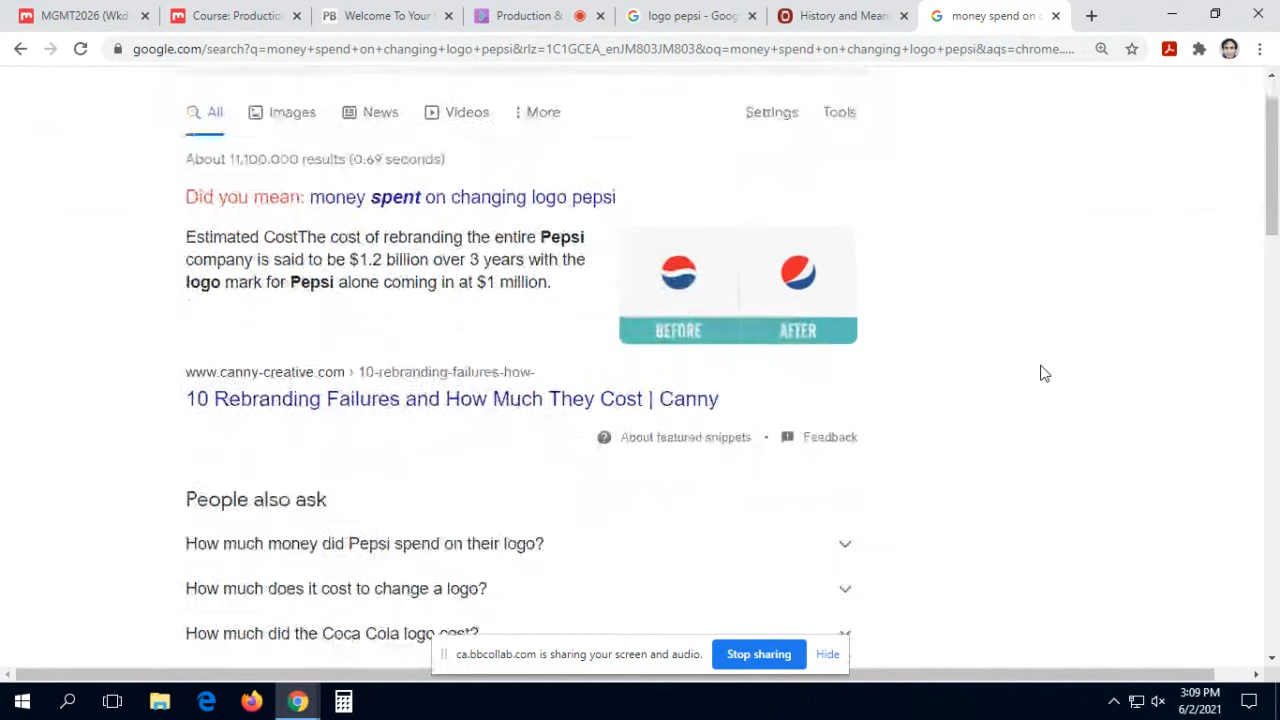 MGMT2026 (Wkd
Course: Production
PB Welcome To Your
Production &
logo pepsi - Goog
History and Mean
money spend on c
google.com/search?q=money+spend+on+changing+logo+pepsi&rlz=1C1GCEA_enJM803JM803&oq=money+spend+on+changing+logo+pepsi&aqs=chrome.....
All
Images
News
Videos
More
Settings
Tools
About 11,100,000 results (0.69 seconds)
Did you mean: money spent on changing logo pepsi
Estimated CostThe cost of rebranding the entire Pepsi
company is said to be $1.2 billion over 3 years with the
logo mark for Pepsi alone coming in at $1 million.
BEFORE
AFTER
www.canny-creative.com › 10-rebranding-failures-how-
10 Rebranding Failures and How Much They Cost | Canny
About featured snippets
•
Feedback
People also ask
How much money did Pepsi spend on their logo?
How much does it cost to change a logo?
How much did the Coca Cola logo cost?
ca.bbcollab.com is sharing your screen and audio.
Stop sharing
Hide
3:09 PM
6/2/2021